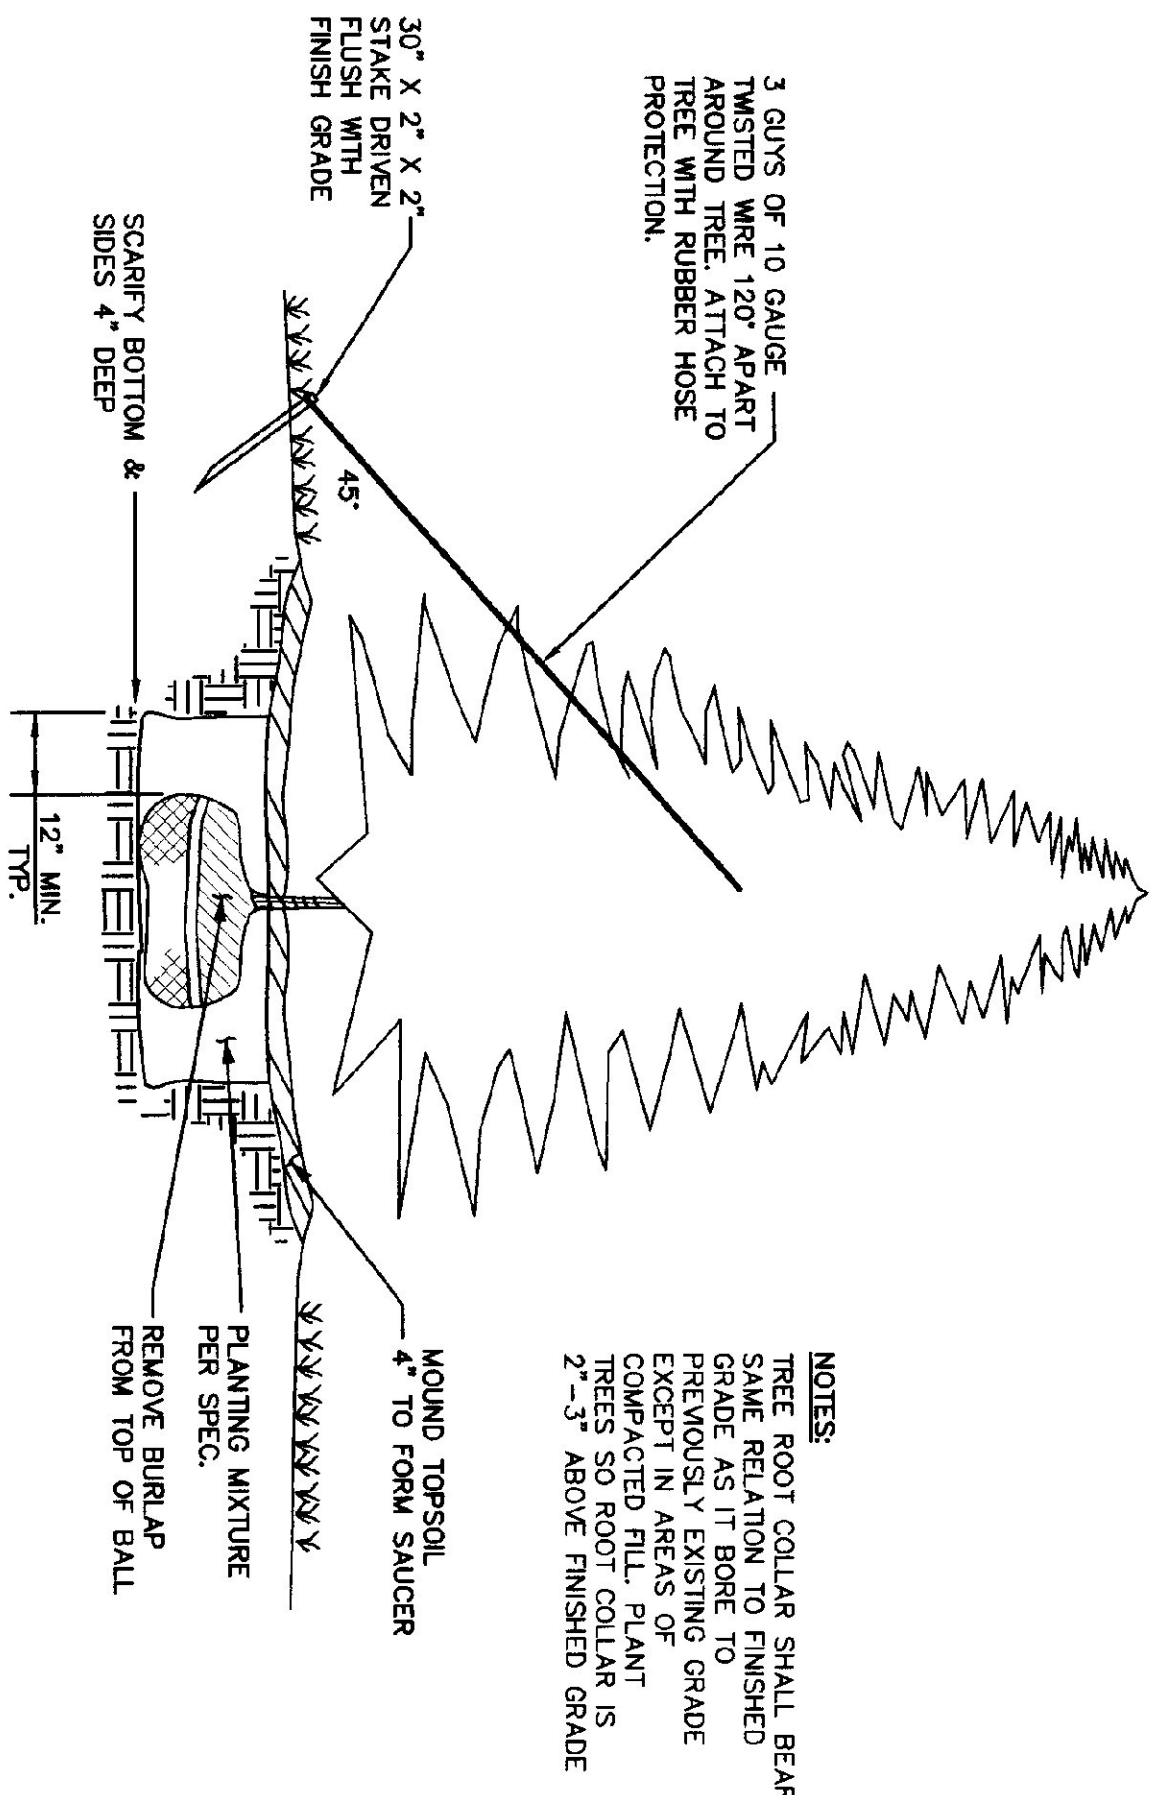 3 GUYS OF 10 GAUGE
TWISTED WIRE 120° APART
AROUND TREE. ATTACH TO
TREE WITH RUBBER HOSE
PROTECTION.
30" X 2" X 2"
STAKE DRIVEN
FLUSH WITH
FINISH GRADE
45°
SCARIFY BOTTOM &
SIDES 4" DEEP
12" MIN.
TYP.
NOTES:
TREE ROOT COLLAR SHALL BEAR
SAME RELATION TO FINISHED
GRADE AS IT BORE TO
PREVIOUSLY EXISTING GRADE
EXCEPT IN AREAS OF
COMPACTED FILL. PLANT
TREES SO ROOT COLLAR IS
2"-3" ABOVE FINISHED GRADE
MOUND TOPSOIL
4" TO FORM SAUCER
PLANTING MIXTURE
PER SPEC.
REMOVE BURLAP
FROM TOP OF BALL